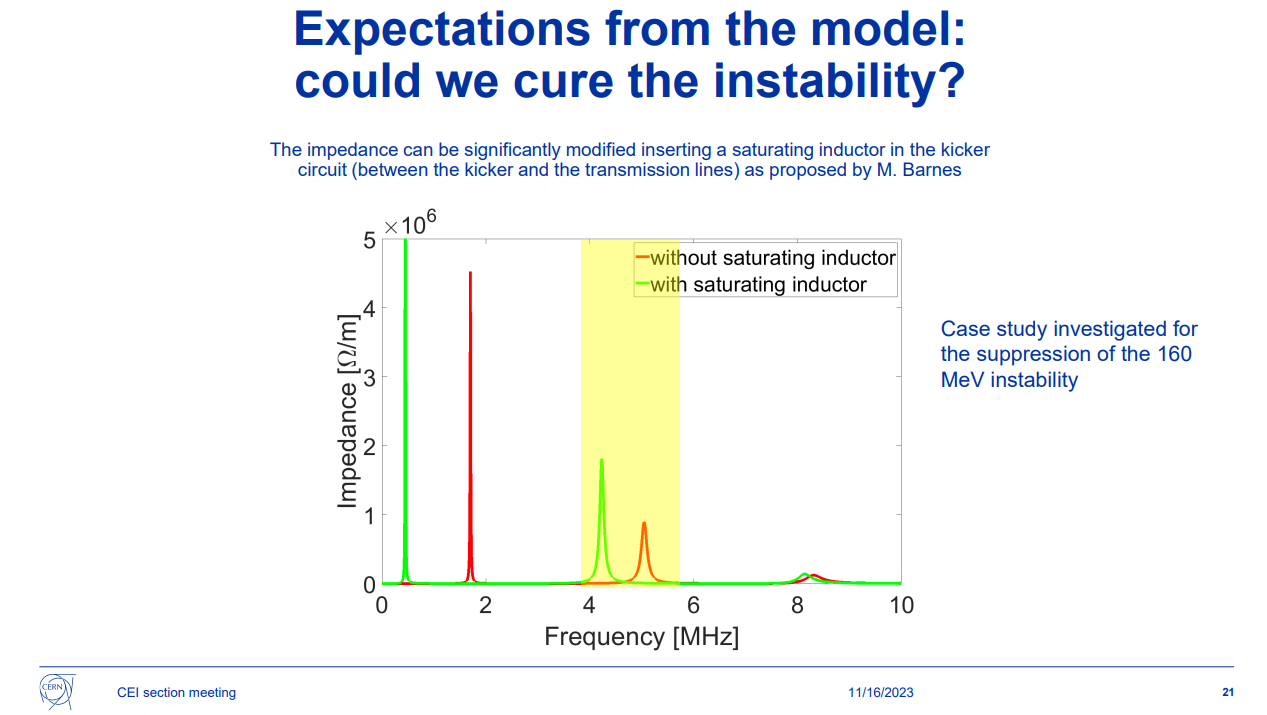 Expectations from the model:
could we cure the instability?
The impedance can be significantly modified inserting a saturating inductor in the kicker
circuit (between the kicker and the transmission lines) as proposed by M. Barnes
×10⁶
5
4
3
2
1
0
Impedance [Ω/m]
without saturating inductor
with saturating inductor
0 2 4 6 8 10
Frequency [MHz]
Case study investigated for
the suppression of the 160
MeV instability
CERN
CEI section meeting
11/16/2023
21